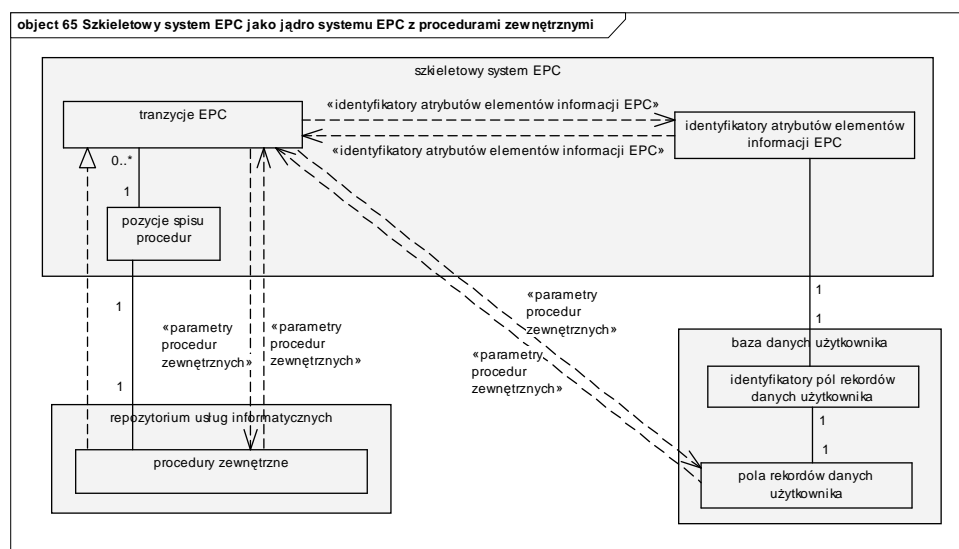 object 65 Szkieletowy system EPC jako jądro systemu EPC z procedurami zewnętrznymi
szkieletowy system EPC
tranzycje EPC
«identyfikatory atrybutów elementów informacji EPC»
«identyfikatory atrybutów elementów informacji EPC»
identyfikatory atrybutów elementów
informacji EPC
0..*
1
pozycje spisu
procedur
1
1
«parametry
procedur
zewnętrznych»
«parametry
procedur
zewnętrznych»
«parametry
procedur
zewnętrznych»
«parametry
procedur
zewnętrznych»
1
1
baza danych użytkownika
identyfikatory pól rekordów
danych użytkownika
1
1
pola rekordów danych
użytkownika
repozytorium usług informatycznych
procedury zewnętrzne